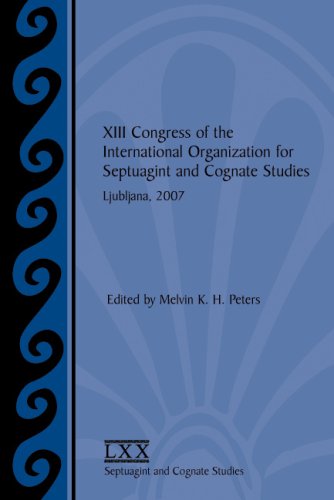 XIII Congress of the
International Organization for
Septuagint and Cognate Studies
Ljubljana, 2007
Edited by Melvin K. H. Peters
LXX
Septuagint and Cognate Studies